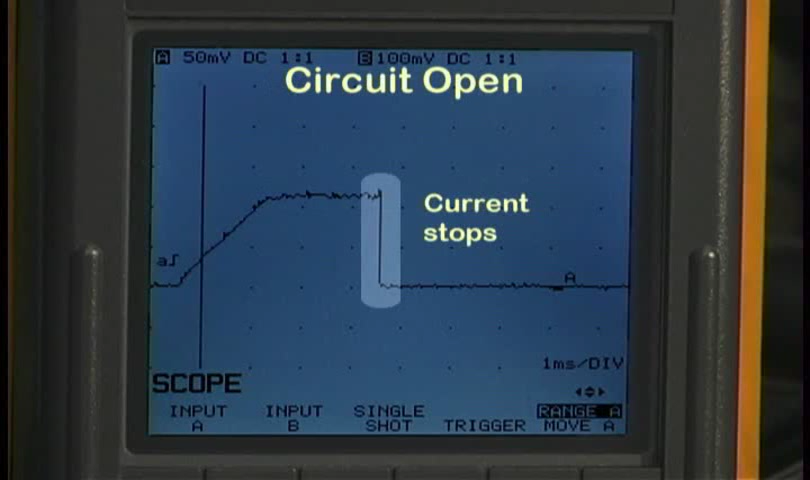 A 50mV DC 1:1 B 100mV DC 1:1
Circuit Open
Current
stops
a
A
1ms/DIV
SCOPE
INPUT A
INPUT B
SINGLE SHOT
TRIGGER
RANGE A
MOVE A